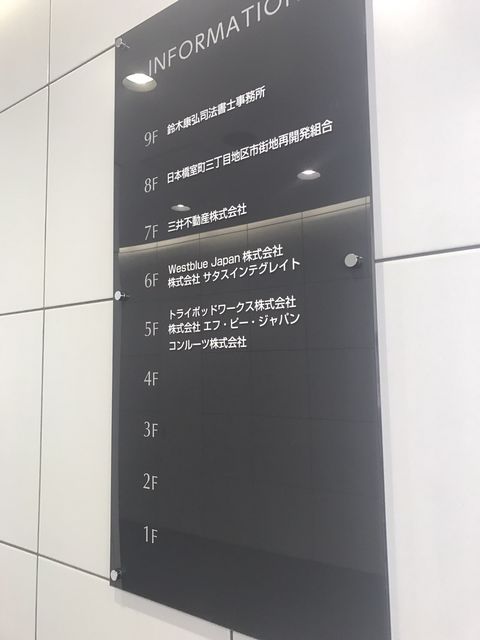 INFORMATION
9F 鈴木康弘司法書士事務所
8F 日本橋室町三丁目地区市街地再開発組合
7F 三井不動産株式会社
6F Westblue Japan 株式会社
株式会社 サタスインテグレイト
5F トライポッドワークス株式会社
株式会社 エフ・ピー・ジャパン
コンルーツ株式会社
4F
3F
2F
1F